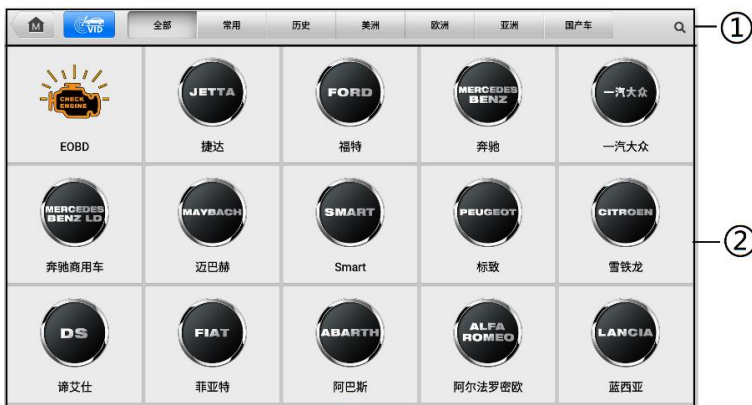 M VID 全部 常用 历史 美洲 欧洲 亚洲 国产车 ①
CHECK ENGINE
EOBD
JETTA
捷达
FORD
福特
MERCEDES BENZ
奔驰
一汽大众
一汽大众
MERCEDES BENZ LD
奔驰商用车
MAYBACH
迈巴赫
SMART
Smart
PEUGEOT
标致
CITROEN
雪铁龙
②
DS
谛艾仕
FIAT
菲亚特
ABARTH
阿巴斯
ALFA ROMEO
阿尔法罗密欧
LANCIA
蓝西亚